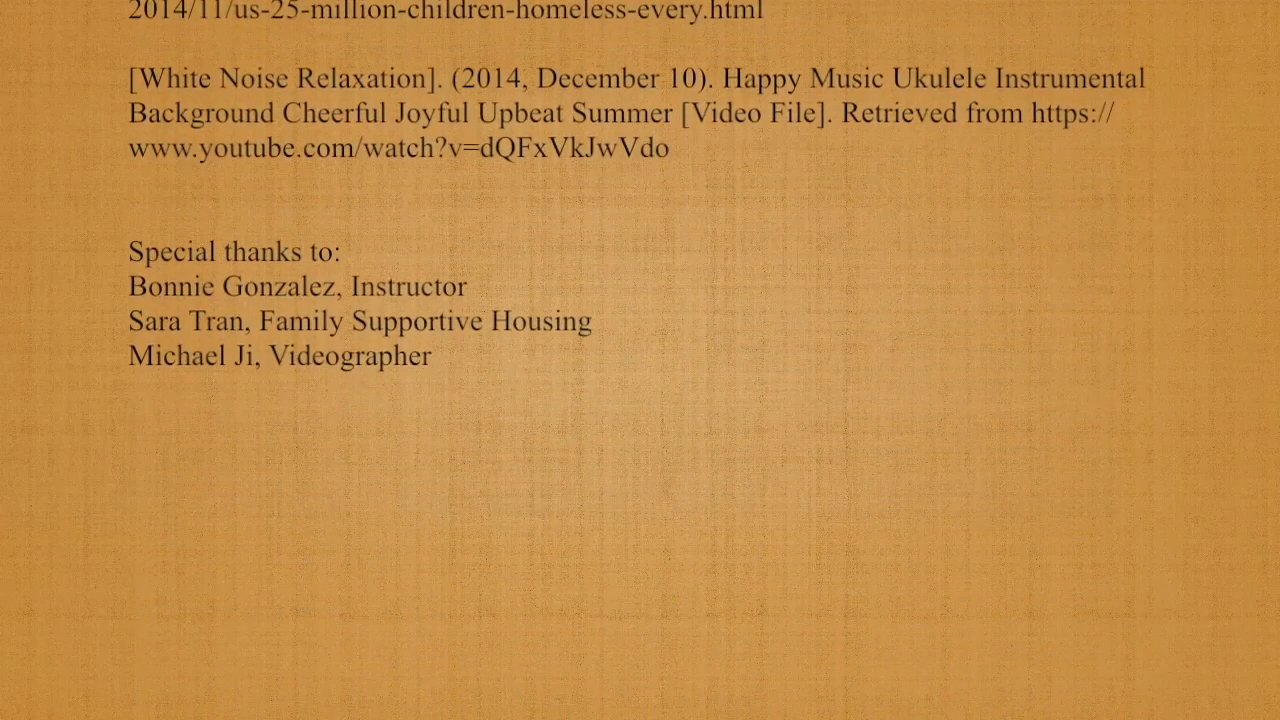 2014/11/us-25-million-children-homeless-every.html
[White Noise Relaxation]. (2014, December 10). Happy Music Ukulele Instrumental
Background Cheerful Joyful Upbeat Summer [Video File]. Retrieved from https://
www.youtube.com/watch?v=dQFxVkJwVdo
Special thanks to:
Bonnie Gonzalez, Instructor
Sara Tran, Family Supportive Housing
Michael Ji, Videographer